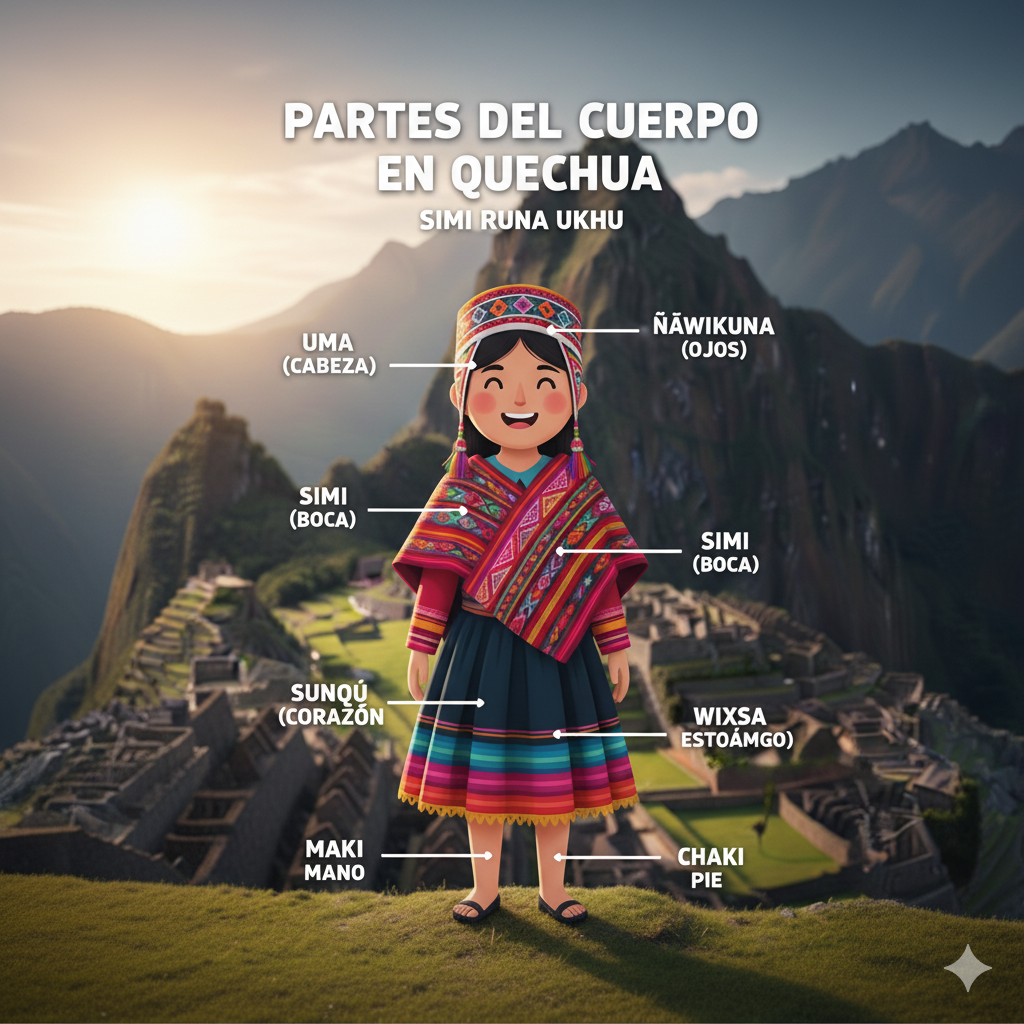 PARTES DEL CUERPO
EN QUECHUA
SIMI RUNA UKHU
UMA
(CABEZA)
ÑÃWIKUNA
(OJOS)
SIMI
(BOCA)
SIMI
(BOCA)
SUNQÚ
(CORAZÓN
WIXSA
ESTOÁMGO)
MAKI
MANO
CHAKI
PIE